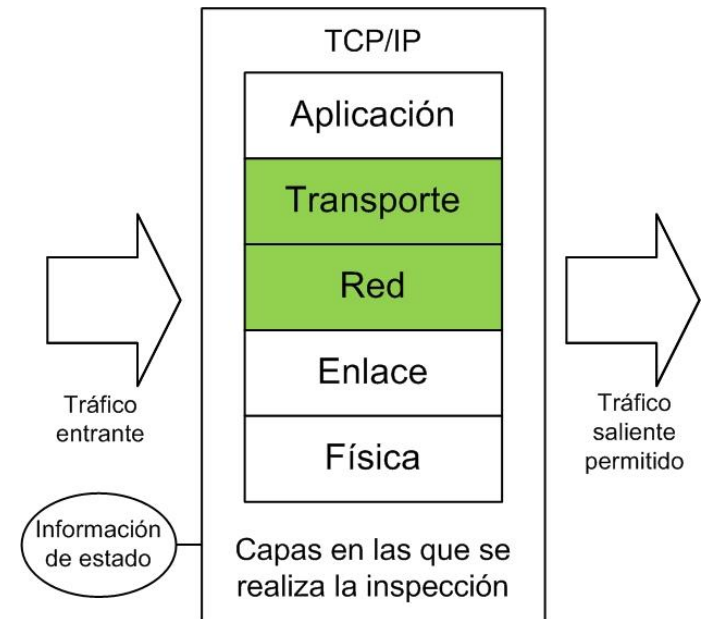 TCP/IP
Aplicación
Transporte
Red
Enlace
Física
Tráfico
entrante
Tráfico
saliente
permitido
Información
de estado
Capas en las que se
realiza la inspección